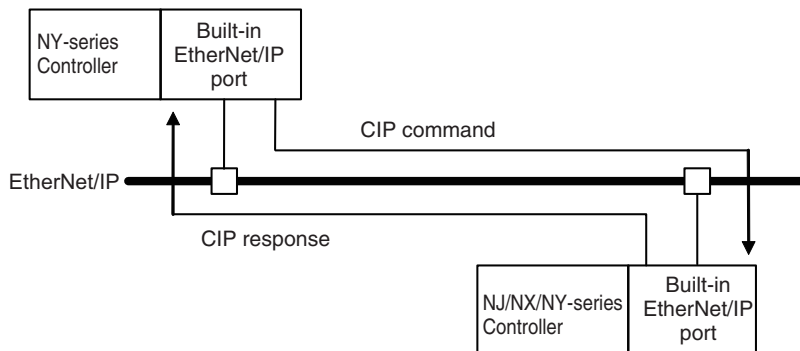 NY-series
Controller
Built-in
EtherNet/IP
port
CIP command
EtherNet/IP
CIP response
NJ/NX/NY-series
Controller
Built-in
EtherNet/IP
port